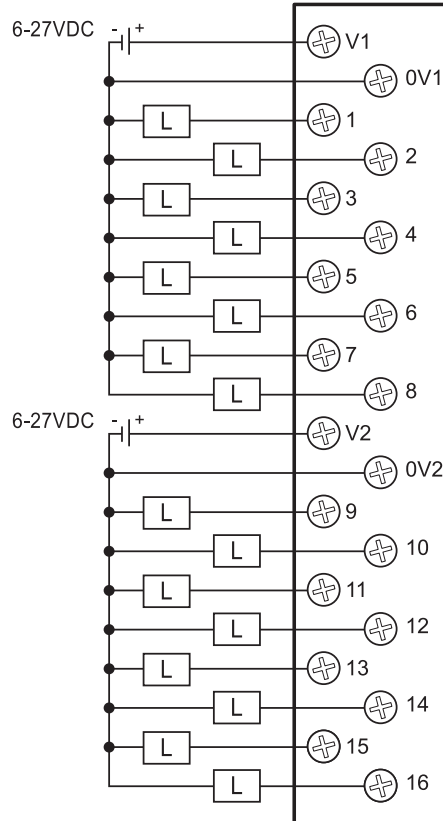 6-27VDC - + V1
0V1
L 1
L 2
L 3
L 4
L 5
L 6
L 7
L 8
6-27VDC - + V2
0V2
L 9
L 10
L 11
L 12
L 13
L 14
L 15
L 16